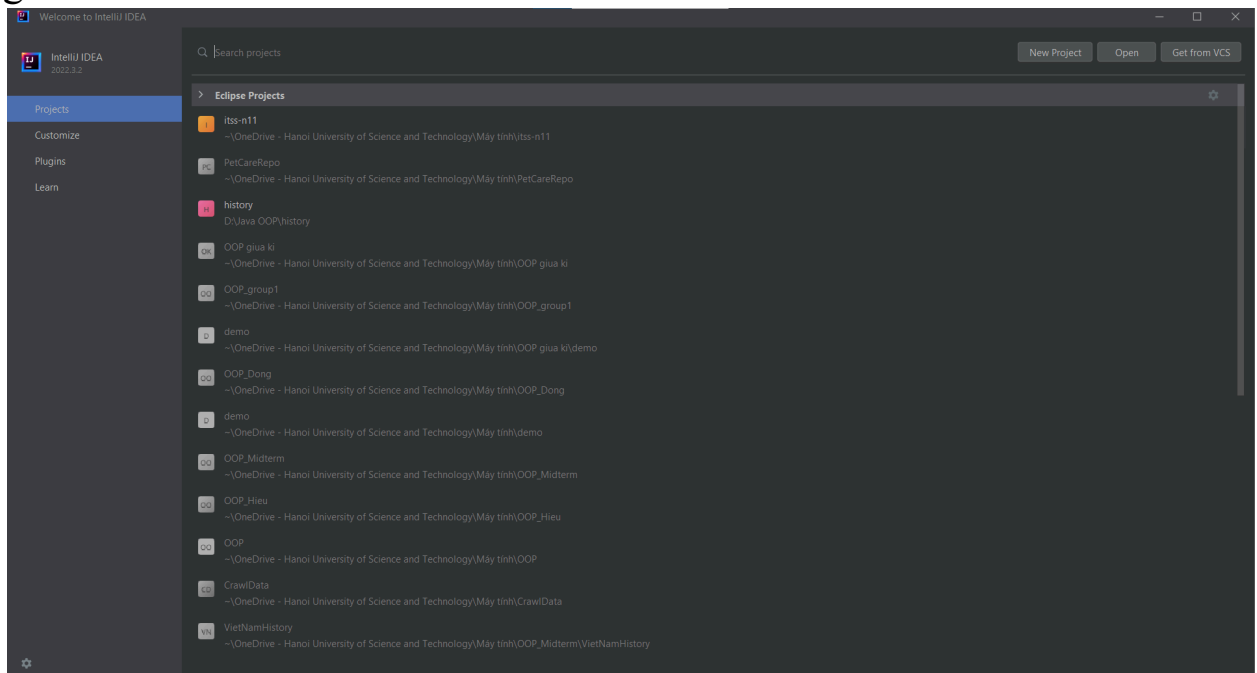 Welcome to IntelliJ IDEA
IntelliJ IDEA
2022.3.2
Projects
Customize
Plugins
Learn
Search projects
New Project
Open
Get from VCS
Eclipse Projects
I
itss-n11
~\OneDrive - Hanoi University of Science and Technology\Máy tính\itss-n11
PC
PetCareRepo
~\OneDrive - Hanoi University of Science and Technology\Máy tính\PetCareRepo
H
history
D:\Java OOP\history
OK
OOP giua ki
~\OneDrive - Hanoi University of Science and Technology\Máy tính\OOP giua ki
OO
OOP_group1
~\OneDrive - Hanoi University of Science and Technology\Máy tính\OOP_group1
D
demo
~\OneDrive - Hanoi University of Science and Technology\Máy tính\OOP giua ki\demo
OO
OOP_Dong
~\OneDrive - Hanoi University of Science and Technology\Máy tính\OOP_Dong
D
demo
~\OneDrive - Hanoi University of Science and Technology\Máy tính\demo
OO
OOP_Midterm
~\OneDrive - Hanoi University of Science and Technology\Máy tính\OOP_Midterm
OO
OOP_Hieu
~\OneDrive - Hanoi University of Science and Technology\Máy tính\OOP_Hieu
OO
OOP
~\OneDrive - Hanoi University of Science and Technology\Máy tính\OOP
CD
CrawlData
~\OneDrive - Hanoi University of Science and Technology\Máy tính\CrawlData
VN
VietNamHistory
~\OneDrive - Hanoi University of Science and Technology\Máy tính\OOP_Midterm\VietNamHistory